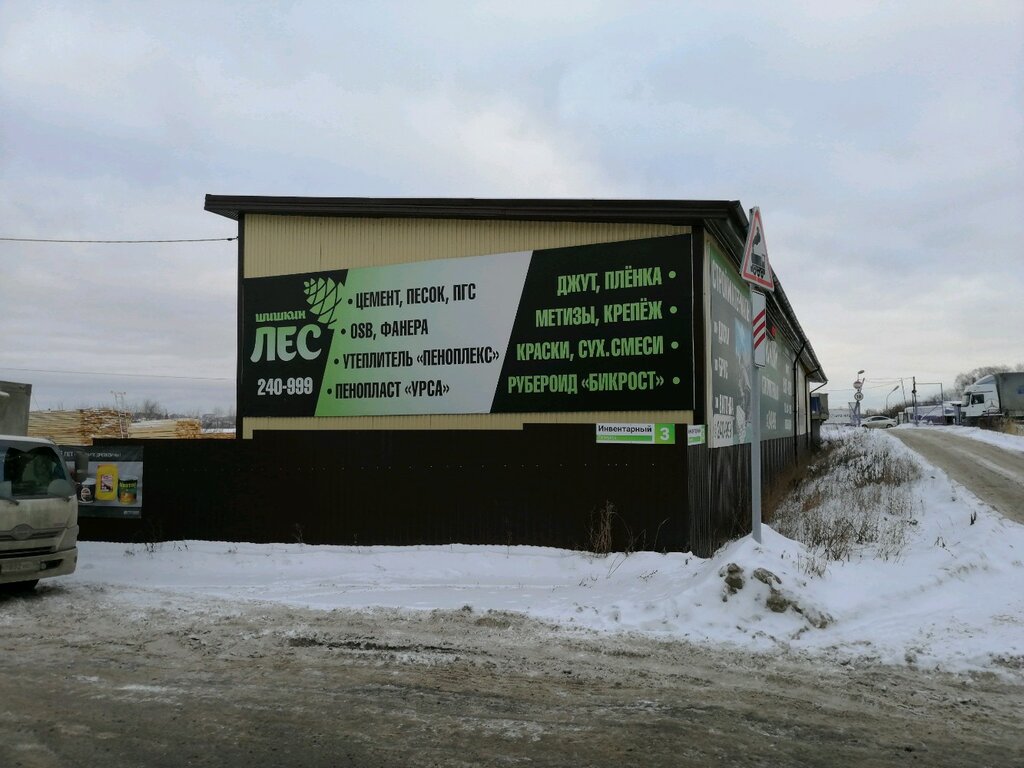 ШИШКИН
ЛЕС
240-999
• ЦЕМЕНТ, ПЕСОК, ПГС
• OSB, ФАНЕРА
• УТЕПЛИТЕЛЬ «ПЕНОПЛЕКС»
• ПЕНОПЛАСТ «УРСА»
ДЖУТ, ПЛЁНКА •
МЕТИЗЫ, КРЕПЁЖ •
КРАСКИ, СУХ. СМЕСИ •
РУБЕРОИД «БИКРОСТ» •
Инвентарный
3